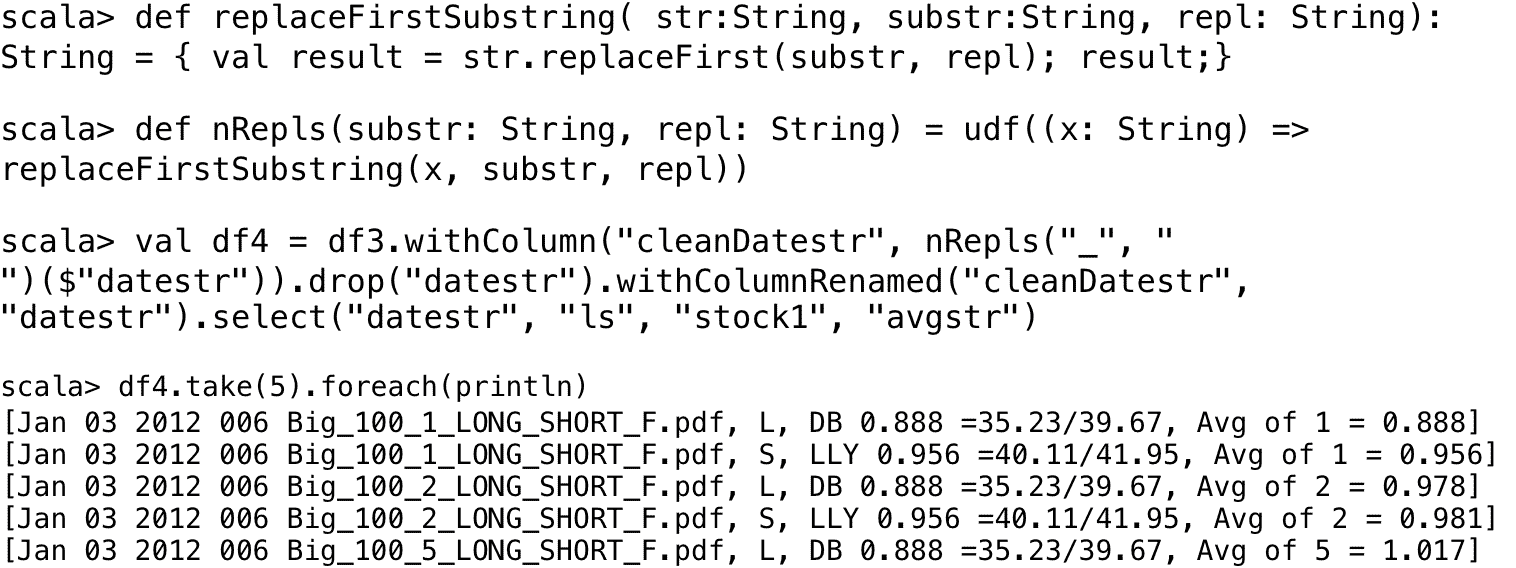 scala> def replaceFirstSubstring( str:String, substr:String, repl: String):
String = { val result = str.replaceFirst(substr, repl); result;}
scala> def nRepls(substr: String, repl: String) = udf((x: String) =>
replaceFirstSubstring(x, substr, repl))
scala> val df4 = df3.withColumn("cleanDatestr", nRepls("_", "
")($"datestr")).drop("datestr").withColumnRenamed("cleanDatestr",
"datestr").select("datestr", "ls", "stock1", "avgstr")
scala> df4.take(5).foreach(println)
[Jan 03 2012 006 Big_100_1_LONG_SHORT_F.pdf, L, DB 0.888 =35.23/39.67, Avg of 1 = 0.888]
[Jan 03 2012 006 Big_100_1_LONG_SHORT_F.pdf, S, LLY 0.956 =40.11/41.95, Avg of 1 = 0.956]
[Jan 03 2012 006 Big_100_2_LONG_SHORT_F.pdf, L, DB 0.888 =35.23/39.67, Avg of 2 = 0.978]
[Jan 03 2012 006 Big_100_2_LONG_SHORT_F.pdf, S, LLY 0.956 =40.11/41.95, Avg of 2 = 0.981]
[Jan 03 2012 006 Big_100_5_LONG_SHORT_F.pdf, L, DB 0.888 =35.23/39.67, Avg of 5 = 1.017]